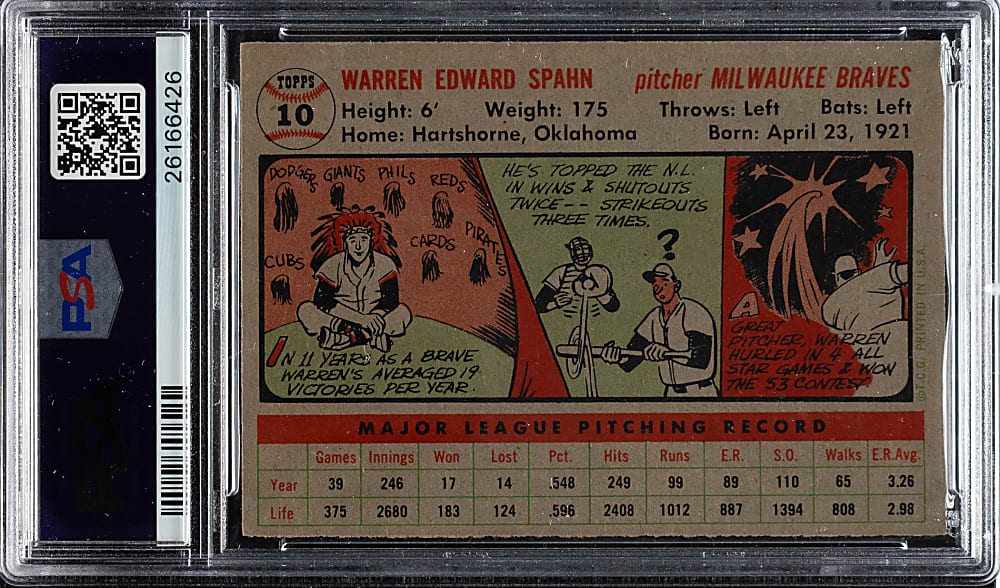 PSA
261666426
TOPPS
10
WARREN EDWARD SPAHN pitcher MILWAUKEE BRAVES
Height: 6' Weight: 175 Throws: Left Bats: Left
Home: Hartshorne, Oklahoma Born: April 23, 1921
DODGERS GIANTS PHILS REDS
CARDS PIRATES
CUBS
IN 11 YEARS AS A BRAVE
WARREN'S AVERAGED 19
VICTORIES PER YEAR.
HE'S TOPPED THE N.L.
IN WINS & SHUTOUTS
TWICE -- STRIKEOUTS
THREE TIMES.
?
A
GREAT
PITCHER, WARREN
HURLED IN 4 ALL
STAR GAMES & WON
THE '53 CONTEST.
©T.C.G. PRINTED IN U.S.A.
MAJOR LEAGUE PITCHING RECORD
Games Innings Won Lost Pct. Hits Runs E.R. S.O. Walks E.R.Avg.
Year 39 246 17 14 .548 249 99 89 110 65 3.26
Life 375 2680 183 124 .596 2408 1012 887 1394 808 2.98